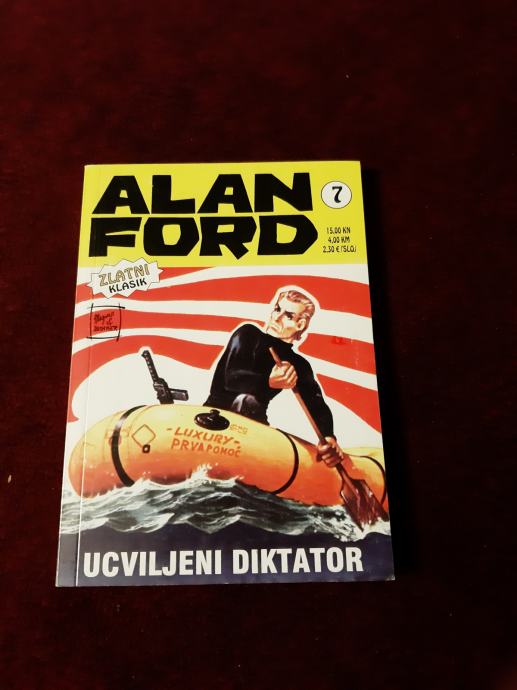 ALAN
FORD
7
15,00 KN
4,00 KM
2,30 € /SLO/
ZLATNI
KLASIK
- LUXURY -
PRVA POMOĆ
UCVILJENI DIKTATOR